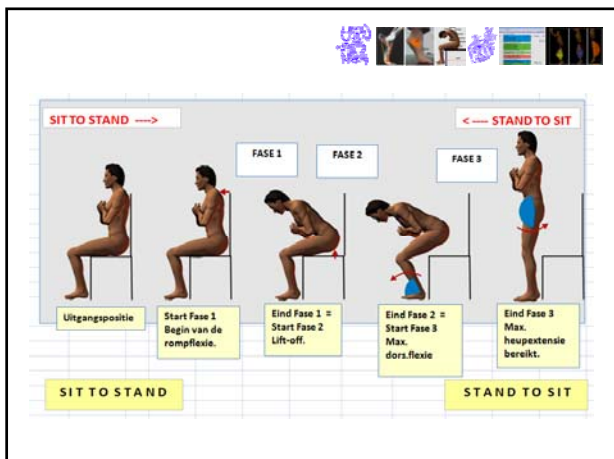 SIT TO STAND ---->
< ---- STAND TO SIT
FASE 1
FASE 2
FASE 3
Uitgangspositie
Start Fase 1
Begin van de
rompflexie.
Eind Fase 1 =
Start Fase 2
Lift-off.
Eind Fase 2 =
Start Fase 3
Max.
dors.flexie
Eind Fase 3
Max.
heupextensie
bereikt.
SIT TO STAND
STAND TO SIT